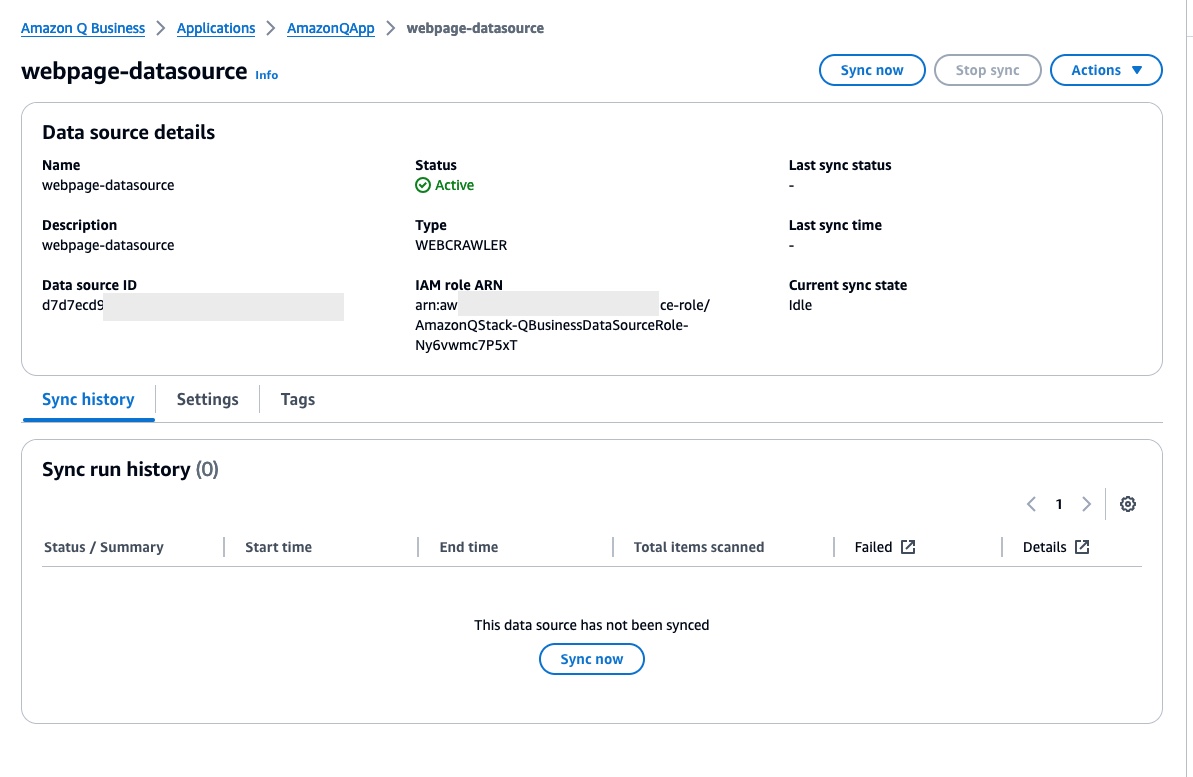 Amazon Q Business > Applications > AmazonQApp > webpage-datasource
webpage-datasource Info
Sync now Stop sync Actions
Data source details
Name Status Last sync status
webpage-datasource Active -
Description Type Last sync time
webpage-datasource WEBCRAWLER -
Data source ID IAM role ARN Current sync state
d7d7ecd9 arn:aw ce-role/ Idle
AmazonQStack-QBusinessDataSourceRole-
Ny6vwmc7P5xT
Sync history Settings Tags
Sync run history (0)
1
Status / Summary Start time End time Total items scanned Failed Details
This data source has not been synced
Sync now